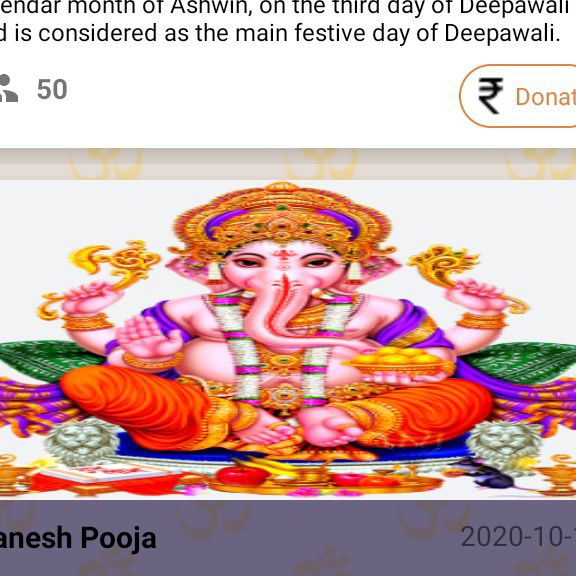 endar month of Ashwin, on the third day of Deepawali
d is considered as the main festive day of Deepawali.
50
₹ Donat
anesh Pooja
2020-10-